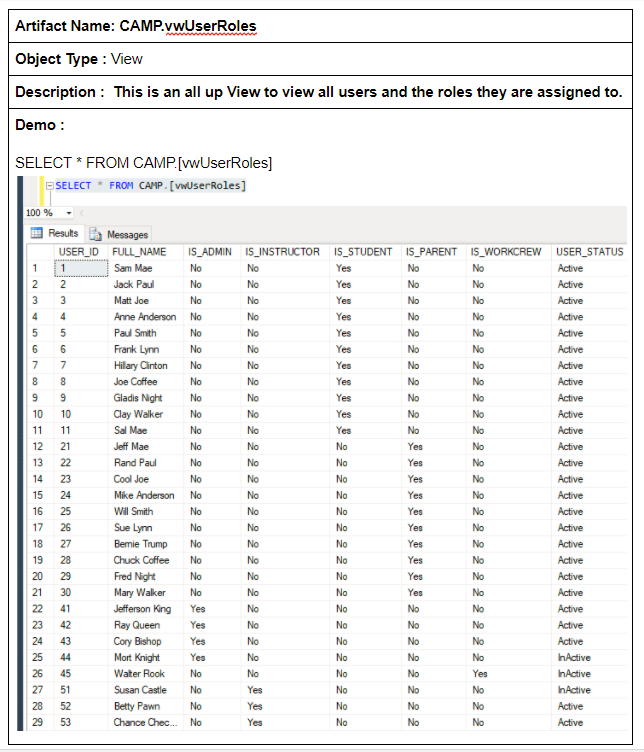 Artifact Name: CAMP.vwUserRoles
Object Type : View
Description : This is an all up View to view all users and the roles they are assigned to.
Demo :
SELECT * FROM CAMP.[vwUserRoles]
SELECT * FROM CAMP.[vwUserRoles]
100 %
Results Messages
USER_ID FULL_NAME IS_ADMIN IS_INSTRUCTOR IS_STUDENT IS_PARENT IS_WORKCREW USER_STATUS
1 1 Sam Mae No No Yes No No Active
2 2 Jack Paul No No Yes No No Active
3 3 Matt Joe No No Yes No No Active
4 4 Anne Anderson No No Yes No No Active
5 5 Paul Smith No No Yes No No Active
6 6 Frank Lynn No No Yes No No Active
7 7 Hillary Clinton No No Yes No No Active
8 8 Joe Coffee No No Yes No No Active
9 9 Gladis Night No No Yes No No Active
10 10 Clay Walker No No Yes No No Active
11 11 Sal Mae No No Yes No No Active
12 21 Jeff Mae No No No Yes No Active
13 22 Rand Paul No No No Yes No Active
14 23 Cool Joe No No No Yes No Active
15 24 Mike Anderson No No No Yes No Active
16 25 Will Smith No No No Yes No Active
17 26 Sue Lynn No No No Yes No Active
18 27 Bernie Trump No No No Yes No Active
19 28 Chuck Coffee No No No Yes No Active
20 29 Fred Night No No No Yes No Active
21 30 Mary Walker No No No Yes No Active
22 41 Jefferson King Yes No No No No Active
23 42 Ray Queen Yes No No No No Active
24 43 Cory Bishop Yes No No No No Active
25 44 Mort Knight Yes No No No No InActive
26 45 Walter Rook No No No No Yes InActive
27 51 Susan Castle No Yes No No No InActive
28 52 Betty Pawn No Yes No No No Active
29 53 Chance Chec... No Yes No No No Active